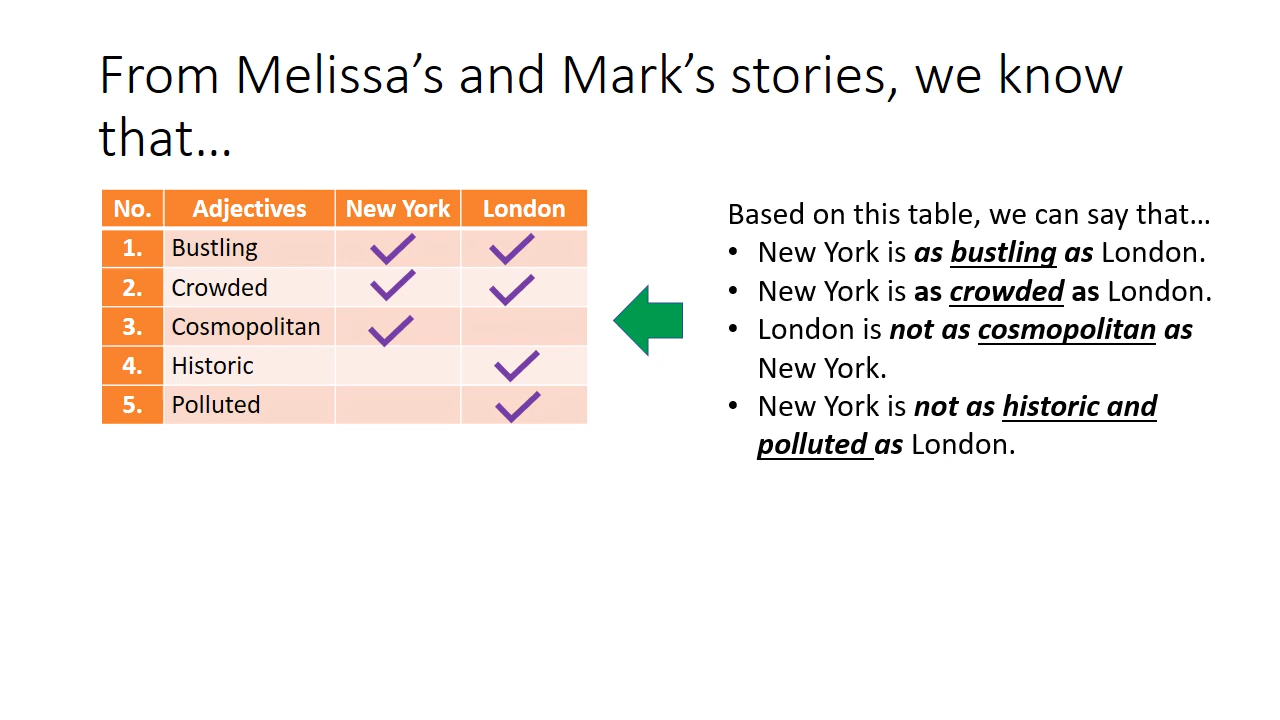 From Melissa’s and Mark’s stories, we know
that…
No. Adjectives New York London
1. Bustling
2. Crowded
3. Cosmopolitan
4. Historic
5. Polluted
Based on this table, we can say that…
• New York is as bustling as London.
• New York is as crowded as London.
• London is not as cosmopolitan as
New York.
• New York is not as historic and
polluted as London.